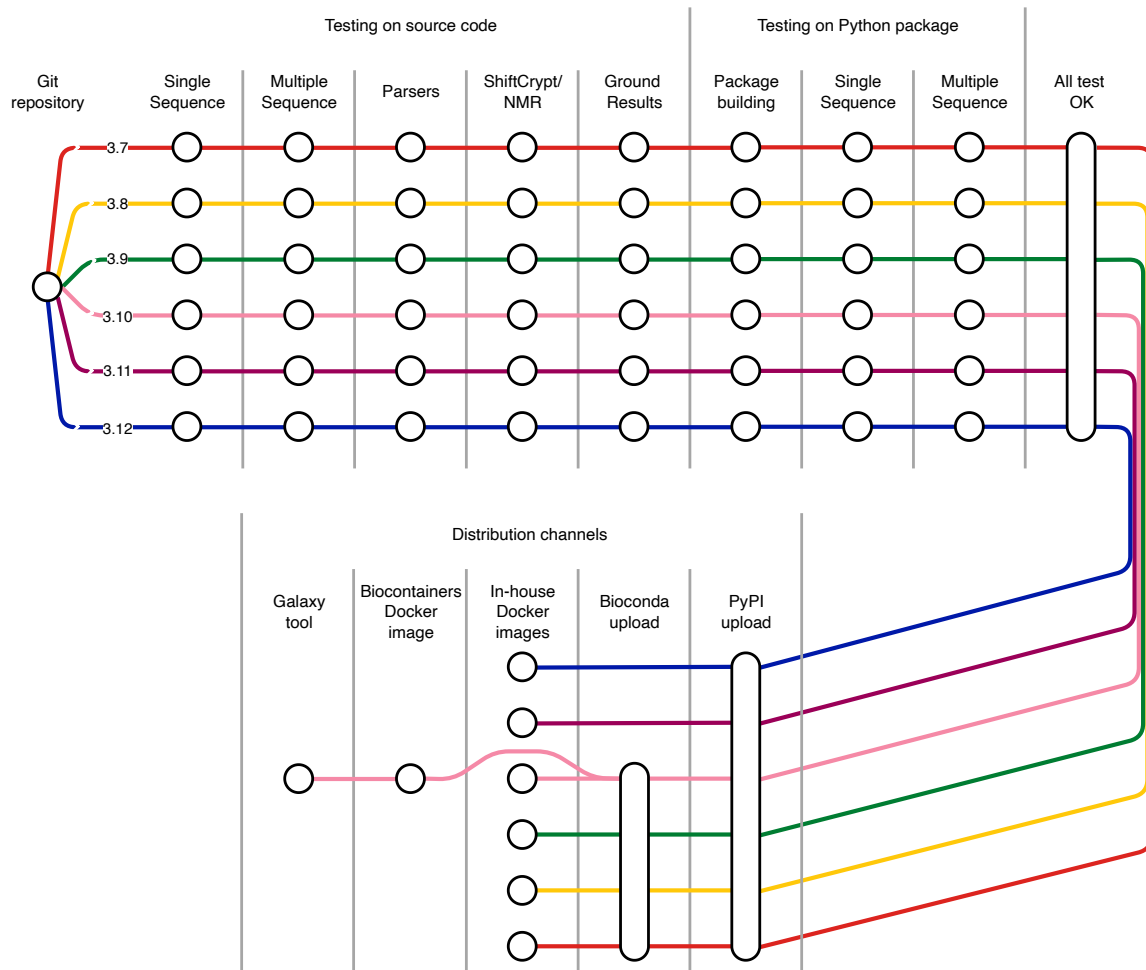 Testing on source code
Testing on Python package
Git
repository
Single
Sequence
Multiple
Sequence
Parsers
ShiftCrypt/
NMR
Ground
Results
Package
building
Single
Sequence
Multiple
Sequence
All test
OK
3.7
3.8
3.9
3.10
3.11
3.12
Distribution channels
Galaxy
tool
Biocontainers
Docker
image
In-house
Docker
images
Bioconda
upload
PyPI
upload